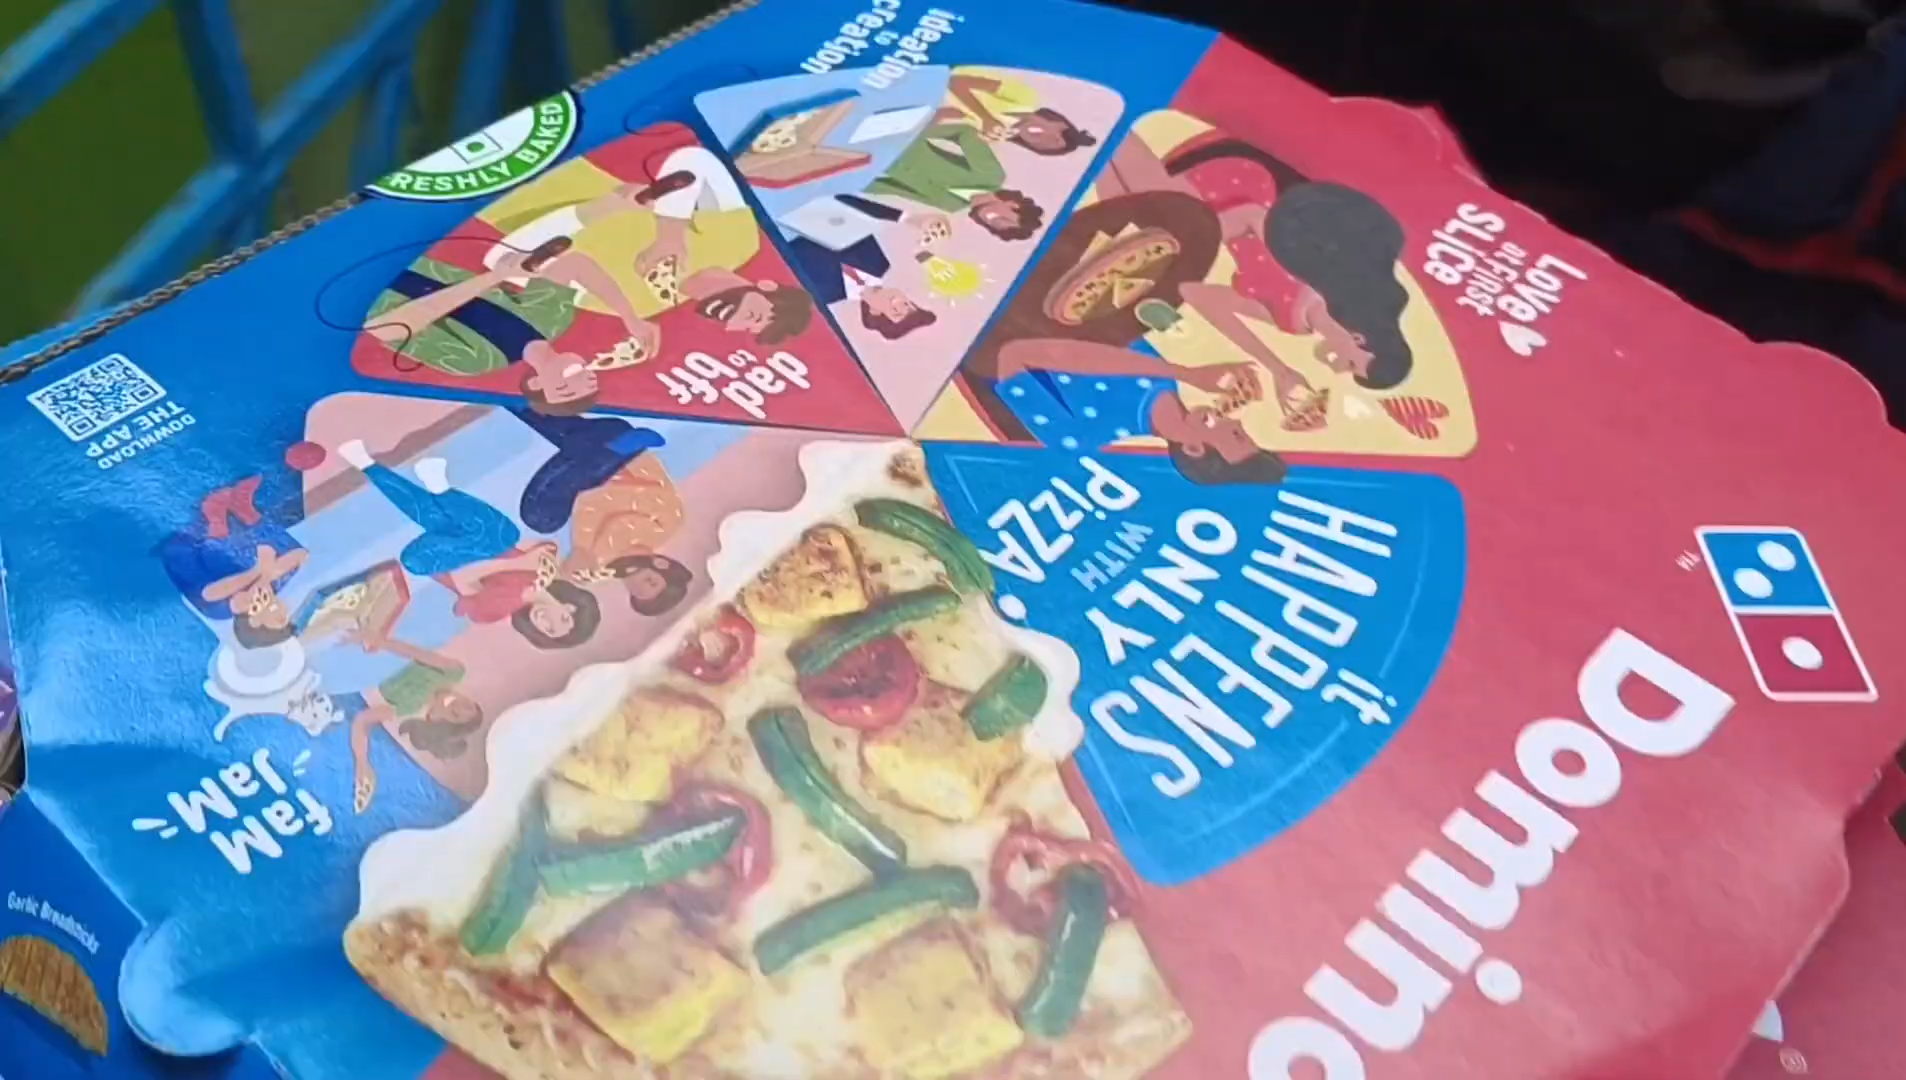 ideation
to
creation
FRESHLY BAKED
Love
at FIRST
SLICE
dad
to bff
DOWNLOAD
THE APP
it
HAPPENS
ONLY
WITH
PIZZA.
TM
Domino
faM
JaM
Garlic Breadsticks